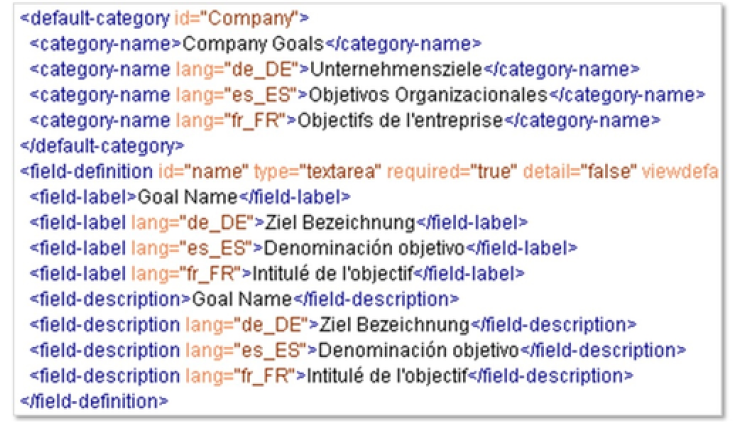 <default-category id="Company">
<category-name>Company Goals</category-name>
<category-name lang="de_DE">Unternehmensziele</category-name>
<category-name lang="es_ES">Objetivos Organizacionales</category-name>
<category-name lang="fr_FR">Objectifs de l'entreprise</category-name>
</default-category>
<field-definition id="name" type="textarea" required="true" detail="false" viewdefa
<field-label>Goal Name</field-label>
<field-label lang="de_DE">Ziel Bezeichnung</field-label>
<field-label lang="es_ES">Denominación objetivo</field-label>
<field-label lang="fr_FR">Intitulé de l'objectif</field-label>
<field-description>Goal Name</field-description>
<field-description lang="de_DE">Ziel Bezeichnung</field-description>
<field-description lang="es_ES">Denominación objetivo</field-description>
<field-description lang="fr_FR">Intitulé de l'objectif</field-description>
</field-definition>